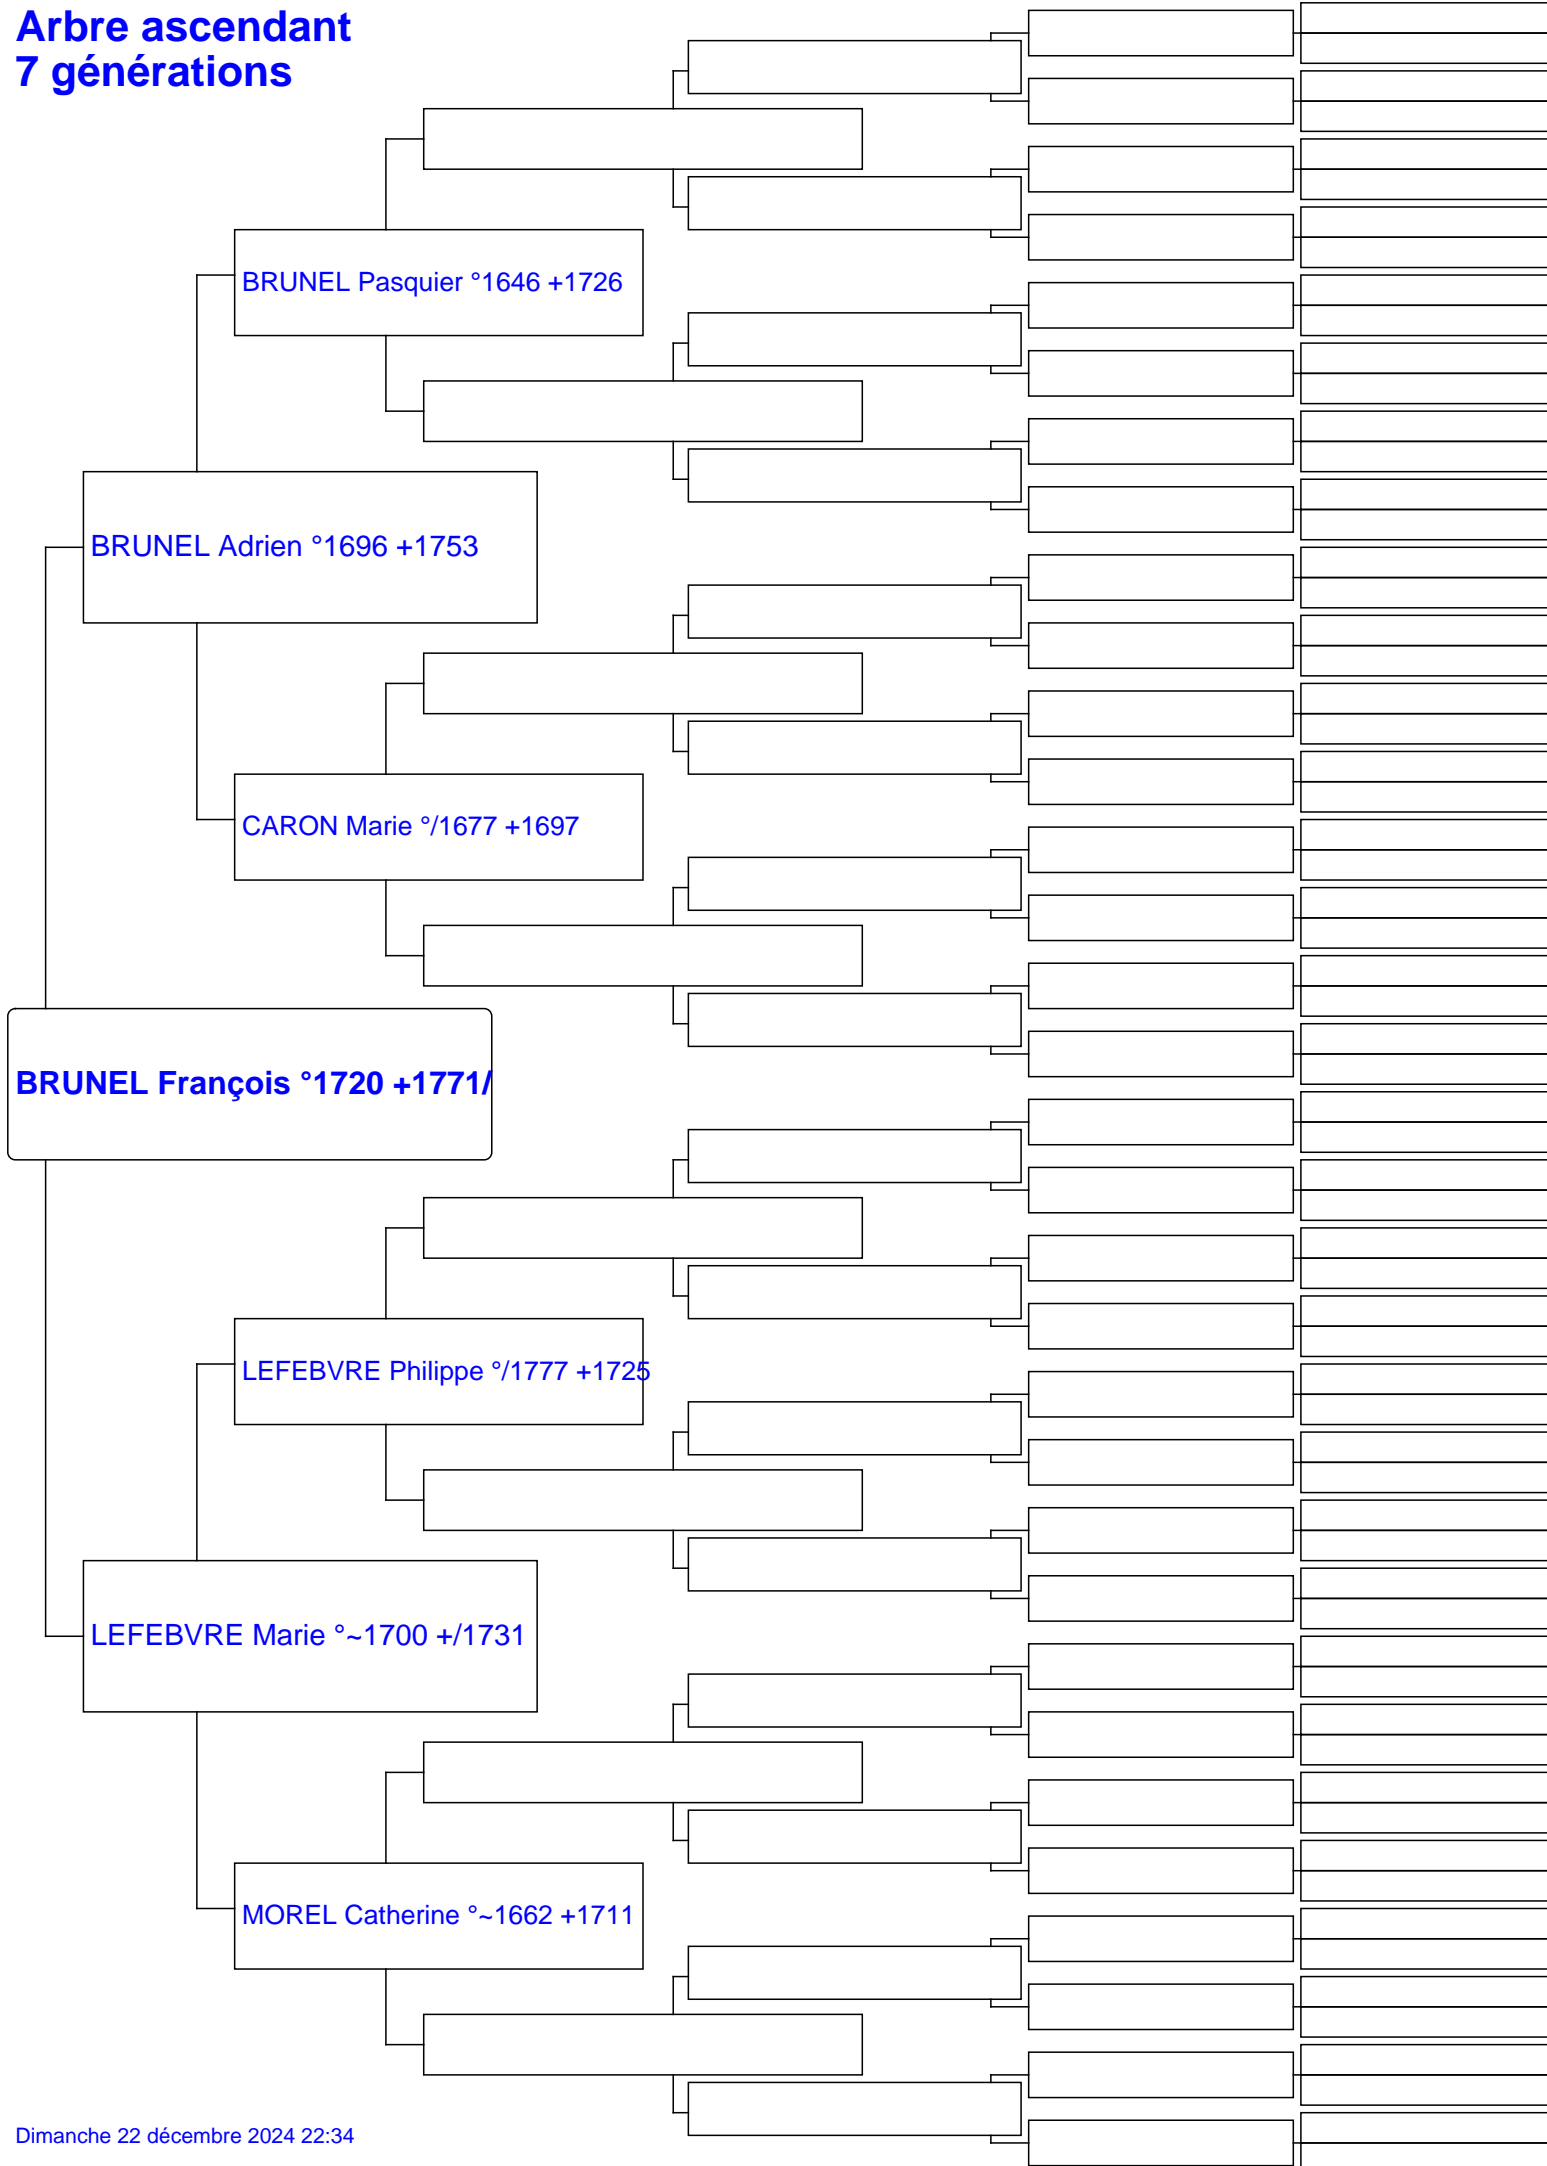 Arbre ascendant
7 générations
BRUNEL Pasquier °1646 +1726
BRUNEL Adrien °1696 +1753
CARON Marie °/1677 +1697
BRUNEL François °1720 +1771/
LEFEBVRE Philippe °/1777 +1725
LEFEBVRE Marie °~1700 +/1731
MOREL Catherine °~1662 +1711
Dimanche 22 décembre 2024 22:34